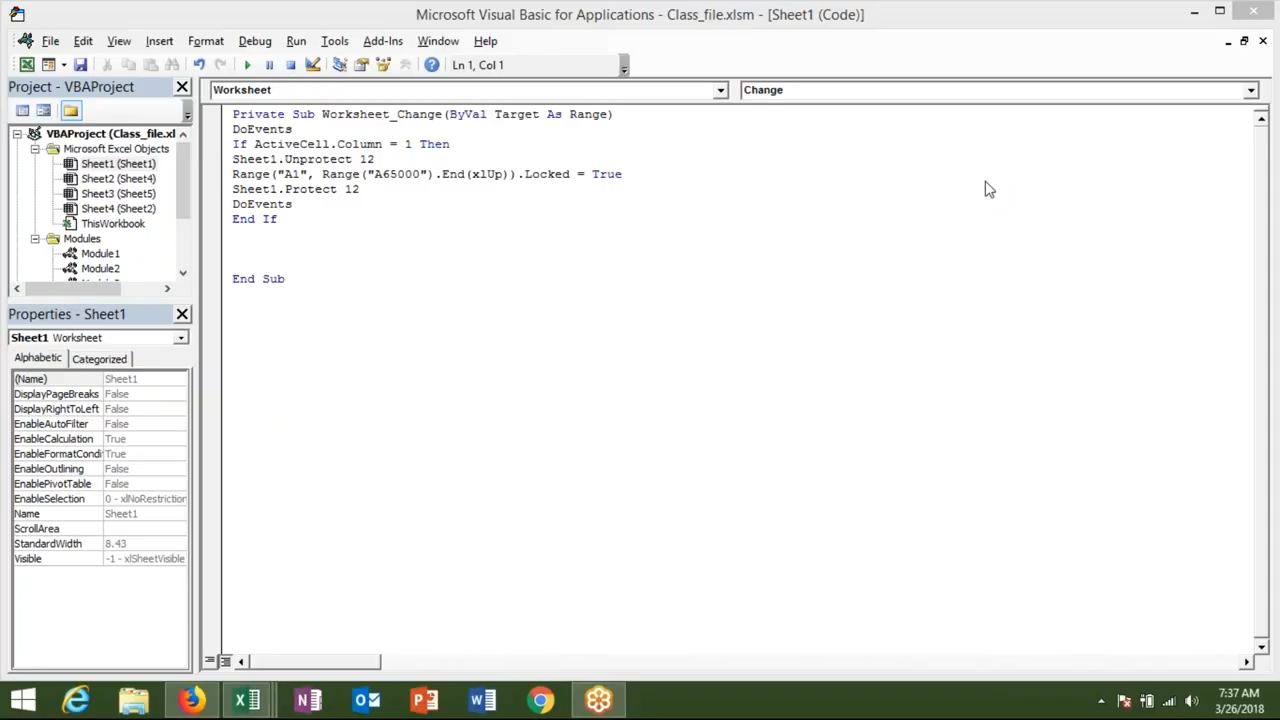 Microsoft Visual Basic for Applications - Class_file.xlsm - [Sheet1 (Code)]
File Edit View Insert Format Debug Run Tools Add-Ins Window Help
Ln 1, Col 1
Project - VBAProject
Worksheet
Change
VBAProject (Class_file.xl
Microsoft Excel Objects
Sheet1 (Sheet1)
Sheet2 (Sheet4)
Sheet3 (Sheet5)
Sheet4 (Sheet2)
ThisWorkbook
Modules
Module1
Module2
Private Sub Worksheet_Change(ByVal Target As Range)
DoEvents
If ActiveCell.Column = 1 Then
Sheet1.Unprotect 12
Range("A1", Range("A65000").End(xlUp)).Locked = True
Sheet1.Protect 12
DoEvents
End If
End Sub
Properties - Sheet1
Sheet1 Worksheet
Alphabetic Categorized
(Name) Sheet1
DisplayPageBreaks False
DisplayRightToLeft False
EnableAutoFilter False
EnableCalculation True
EnableFormatCondi True
EnableOutlining False
EnablePivotTable False
EnableSelection 0 - xlNoRestriction
Name Sheet1
ScrollArea
StandardWidth 8.43
Visible -1 - xlSheetVisible
7:37 AM
3/26/2018